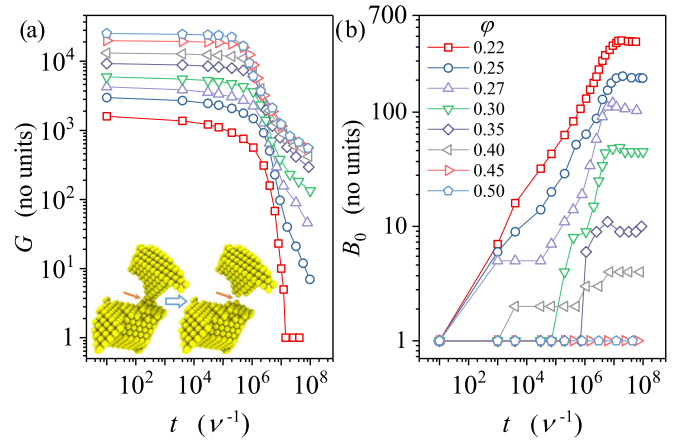 (a)
10^4
10^3
10^2
10^1
1
G (no units)
10^2 10^4 10^6 10^8
t (ν^-1)
(b)
700
100
10
1
B_0 (no units)
φ
0.22
0.25
0.27
0.30
0.35
0.40
0.45
0.50
10^2 10^4 10^6 10^8
t (ν^-1)